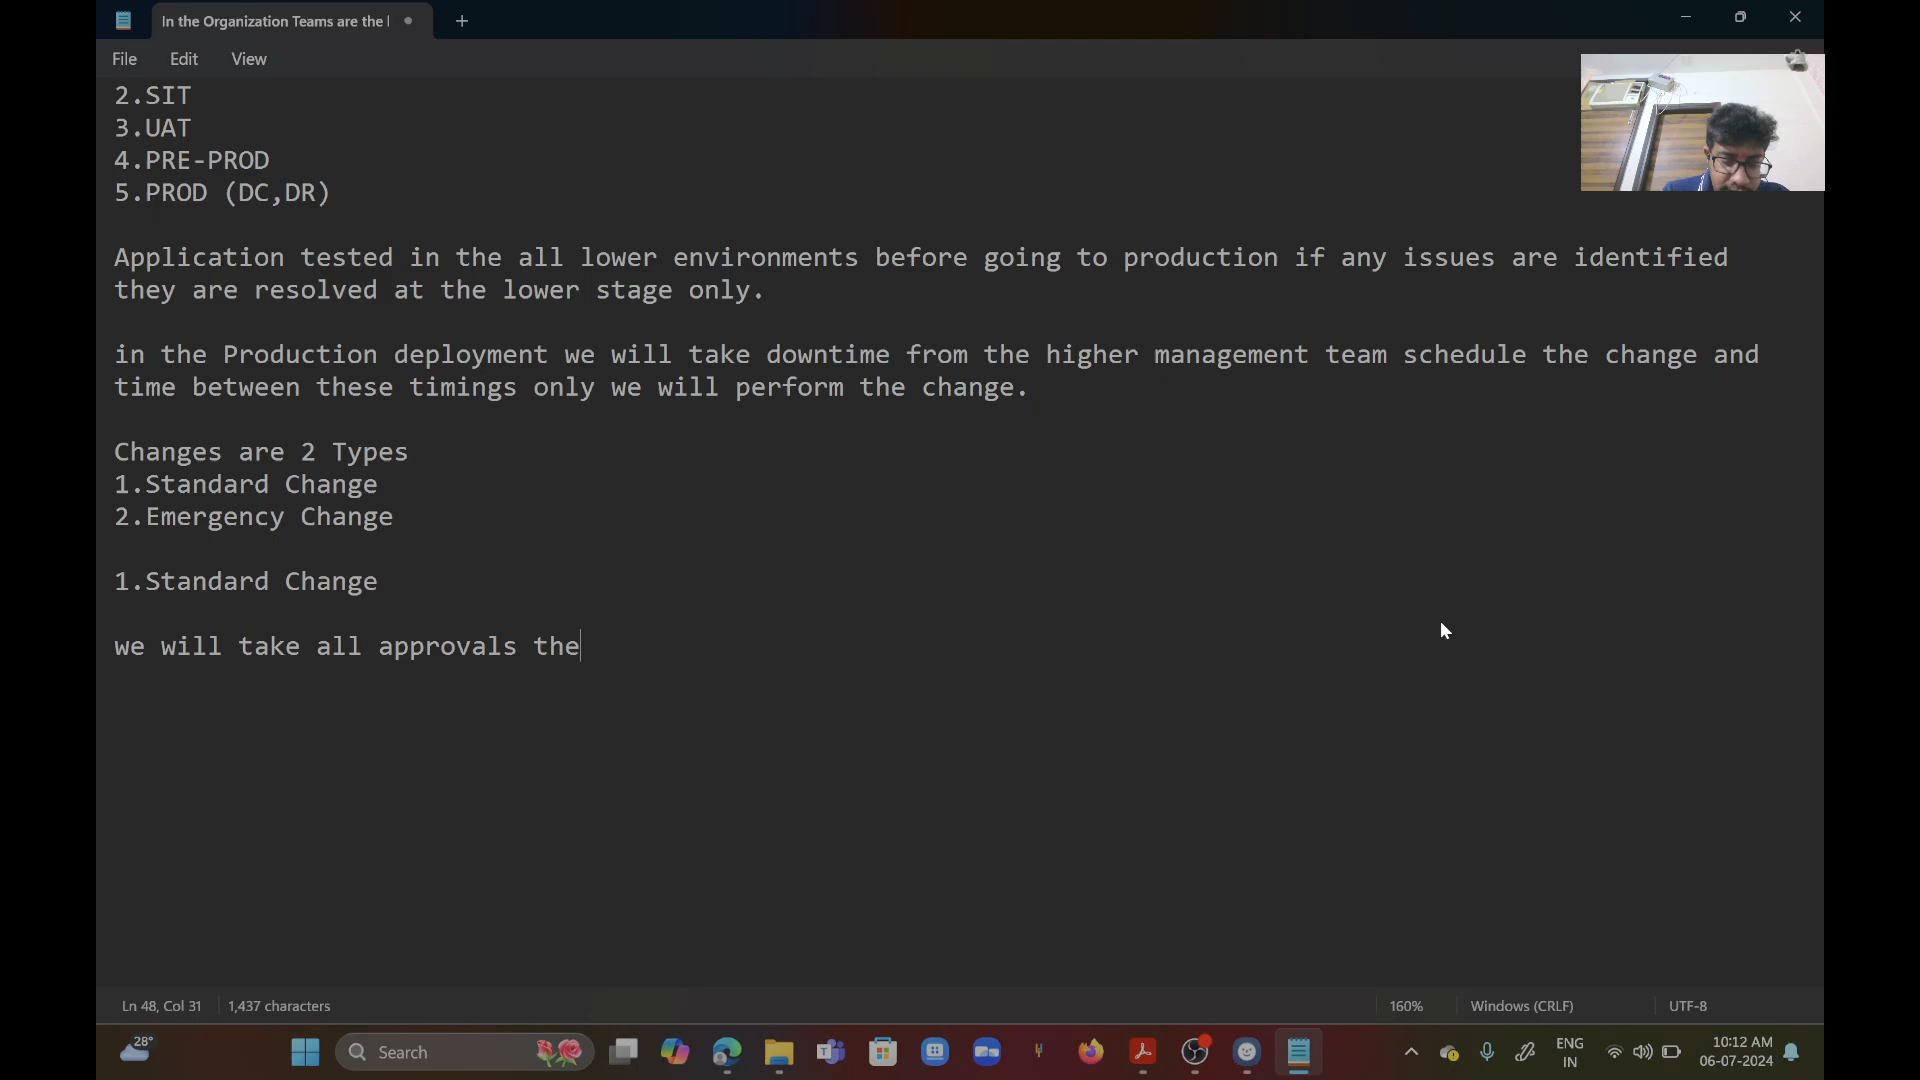 In the Organization Teams are the
File Edit View
2.SIT
3.UAT
4.PRE-PROD
5.PROD (DC,DR)
Application tested in the all lower environments before going to production if any issues are identified
they are resolved at the lower stage only.
in the Production deployment we will take downtime from the higher management team schedule the change and
time between these timings only we will perform the change.
Changes are 2 Types
1.Standard Change
2.Emergency Change
1.Standard Change
we will take all approvals the
Ln 48, Col 31 1,437 characters 160% Windows (CRLF) UTF-8
28° Search ENG 10:12 AM
IN 06-07-2024